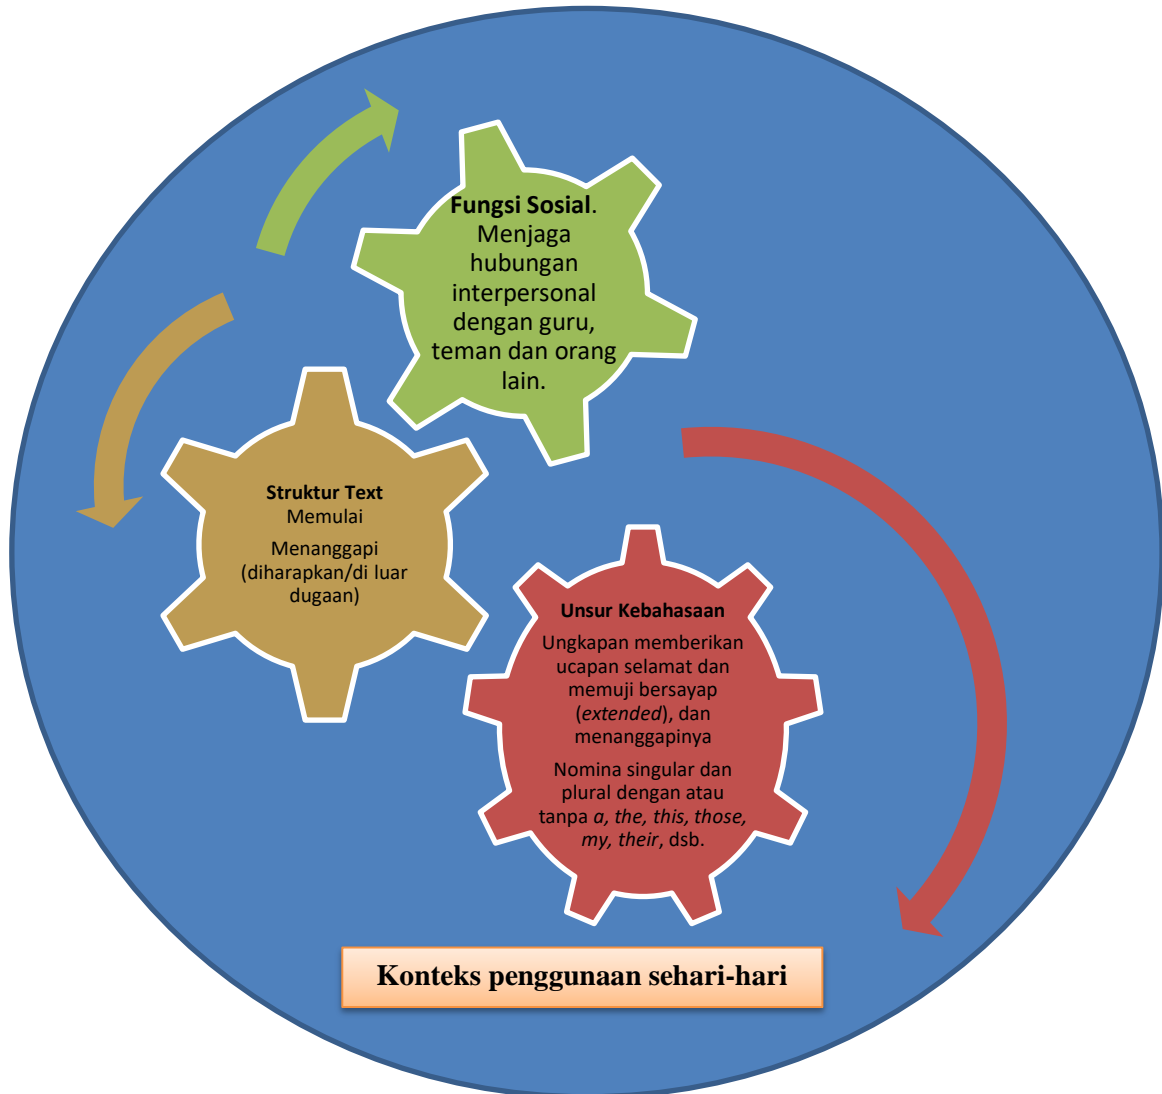 Fungsi Sosial.
Menjaga
hubungan
interpersonal
dengan guru,
teman dan orang
lain.
Struktur Text
Memulai
Menanggapi
(diharapkan/di luar
dugaan)
Unsur Kebahasaan
Ungkapan memberikan
ucapan selamat dan
memuji bersayap
(extended), dan
menanggapinya
Nomina singular dan
plural dengan atau
tanpa a, the, this, those,
my, their, dsb.
Konteks penggunaan sehari-hari